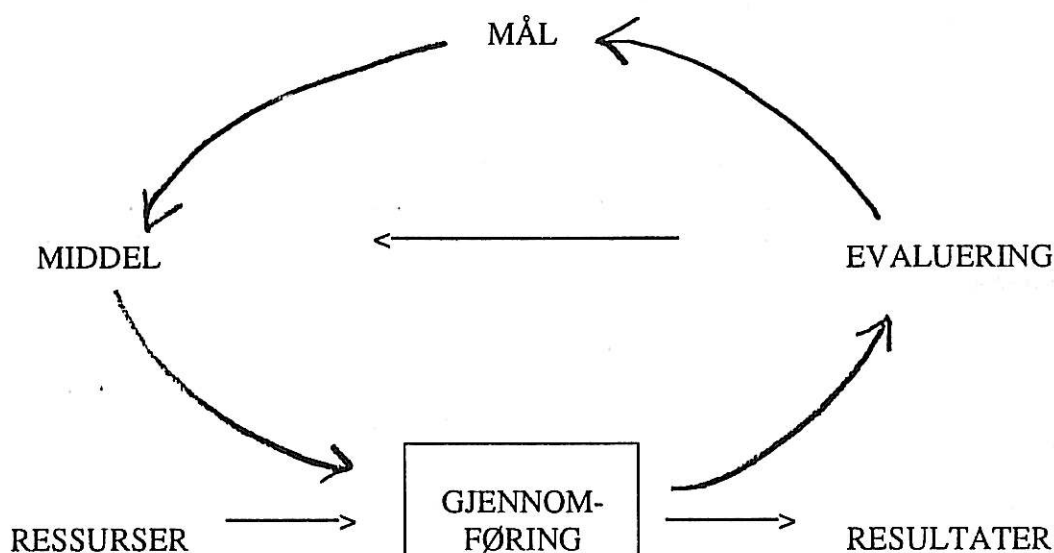 MÅL
MIDDEL
EVALUERING
GJENNOM-
RESSURSER
FØRING
RESULTATER